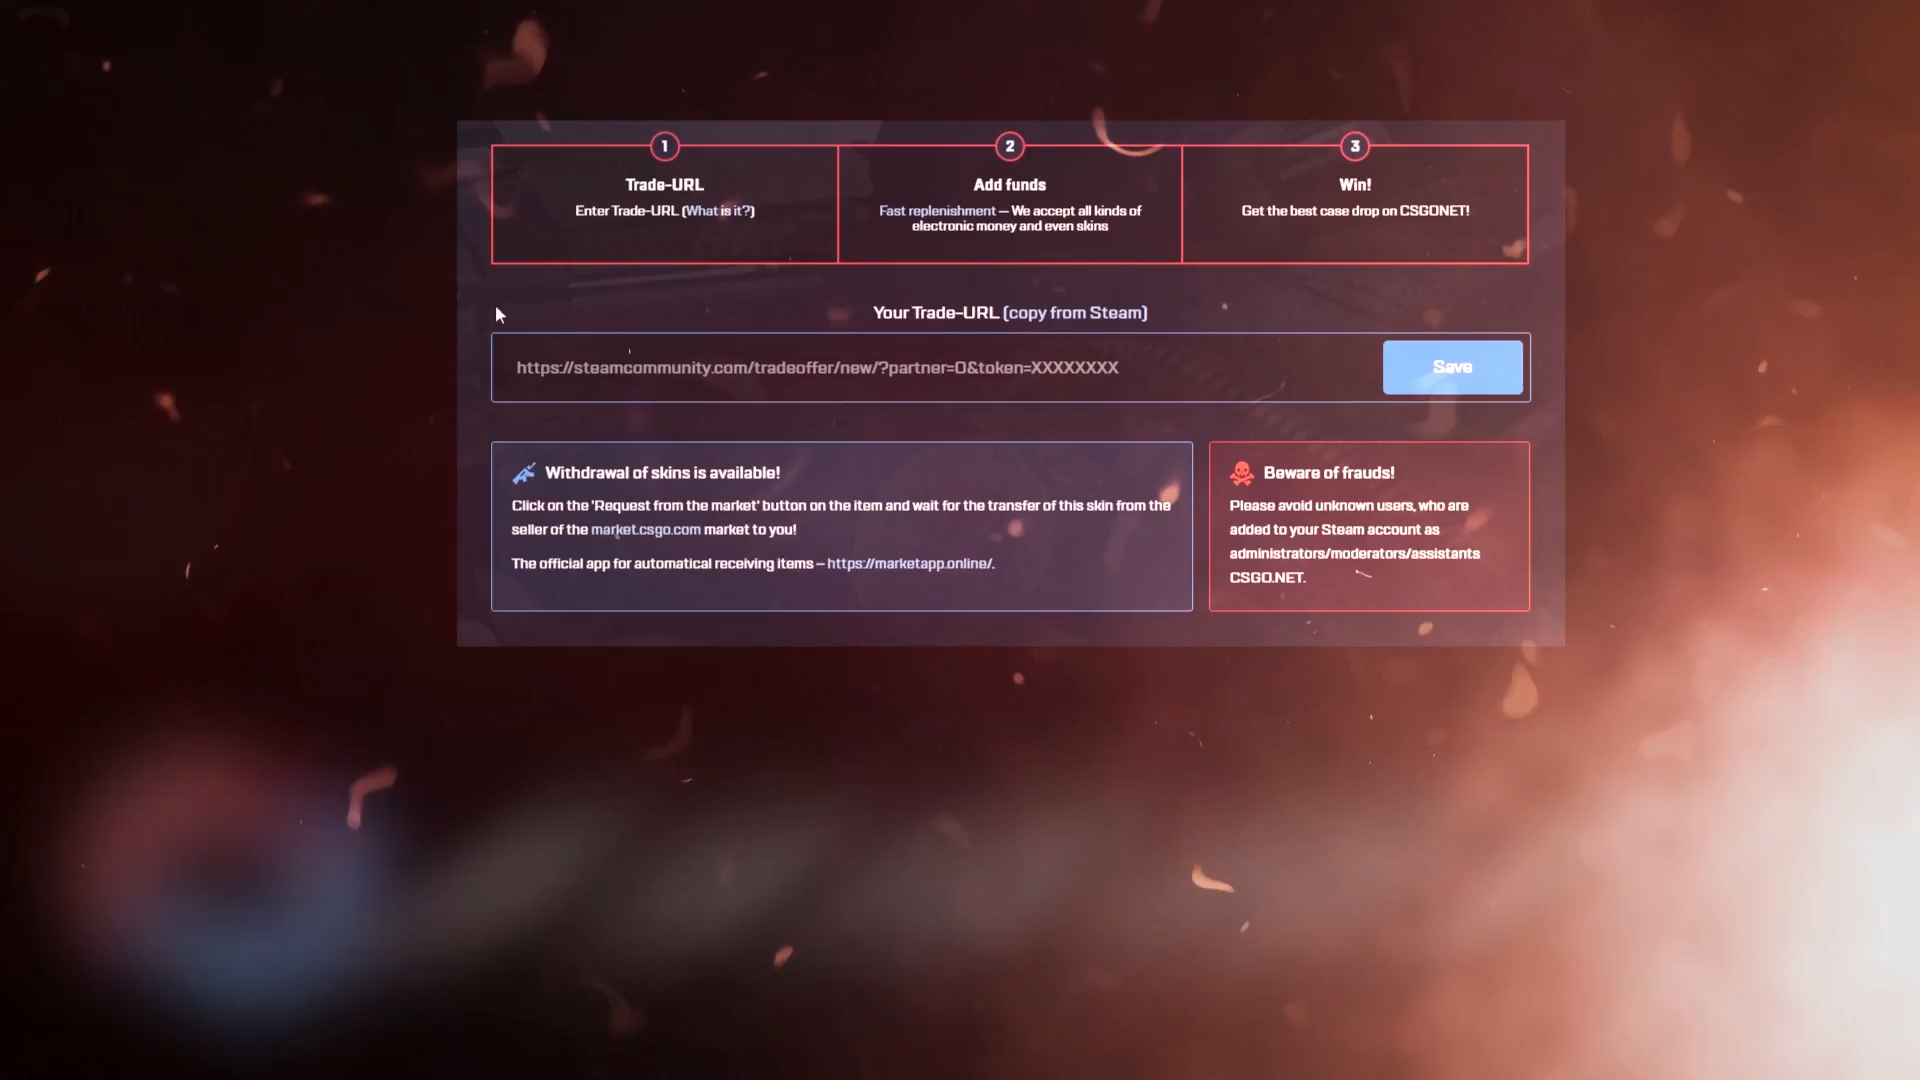 1
Trade-URL
Enter Trade-URL (What is it?)
2
Add funds
Fast replenishment — We accept all kinds of
electronic money and even skins
3
Win!
Get the best case drop on CSGONET!
Your Trade-URL (copy from Steam)
https://steamcommunity.com/tradeoffer/new/?partner=0&token=XXXXXXXX
Save
Withdrawal of skins is available!
Click on the 'Request from the market' button on the item and wait for the transfer of this skin from the
seller of the market.csgo.com market to you!
The official app for automatical receiving items – https://marketapp.online/.
Beware of frauds!
Please avoid unknown users, who are
added to your Steam account as
administrators/moderators/assistants
CSGO.NET.